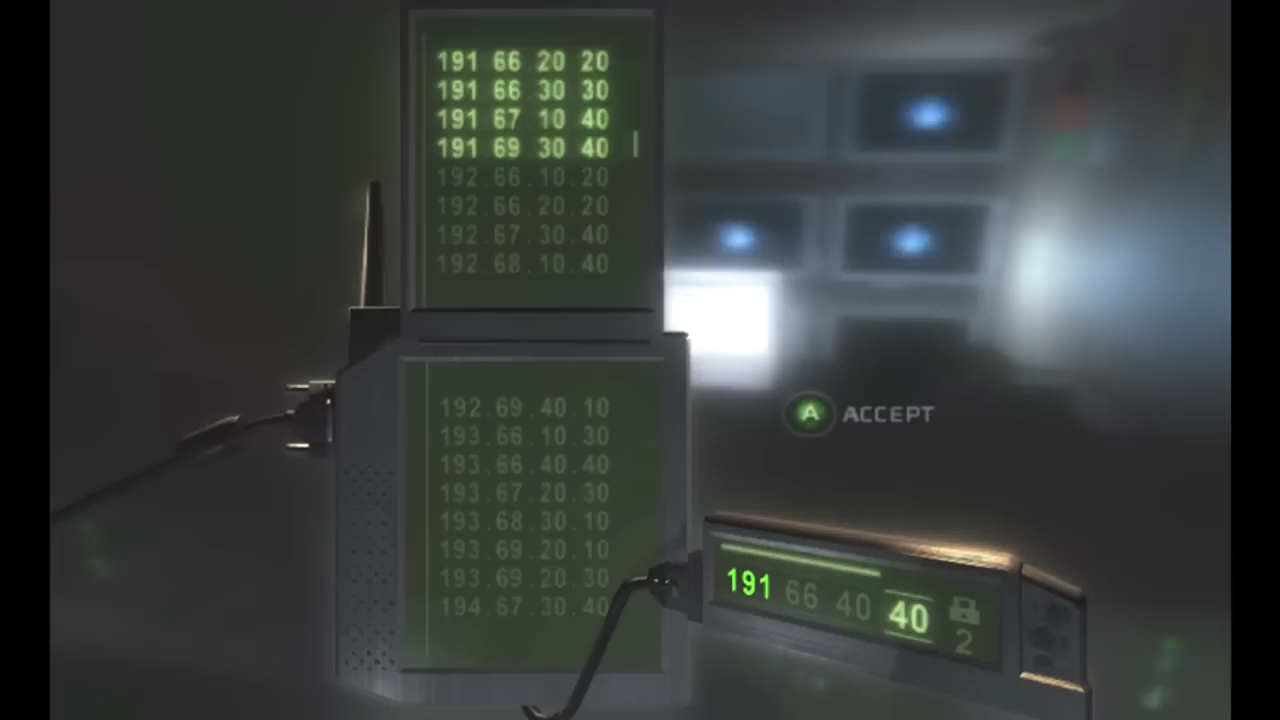 191 66 20 20
191 66 30 30
191 67 10 40
191 69 30 40
192.66.10.20
192.66.20.20
192.67.30.40
192.68.10.40
192.69.40.10
193.66.10.30
193.66.40.40
193.67.20.30
193.68.30.10
193.69.20.10
193.69.20.30
194.67.30.40
A ACCEPT
191 66 40 40
2